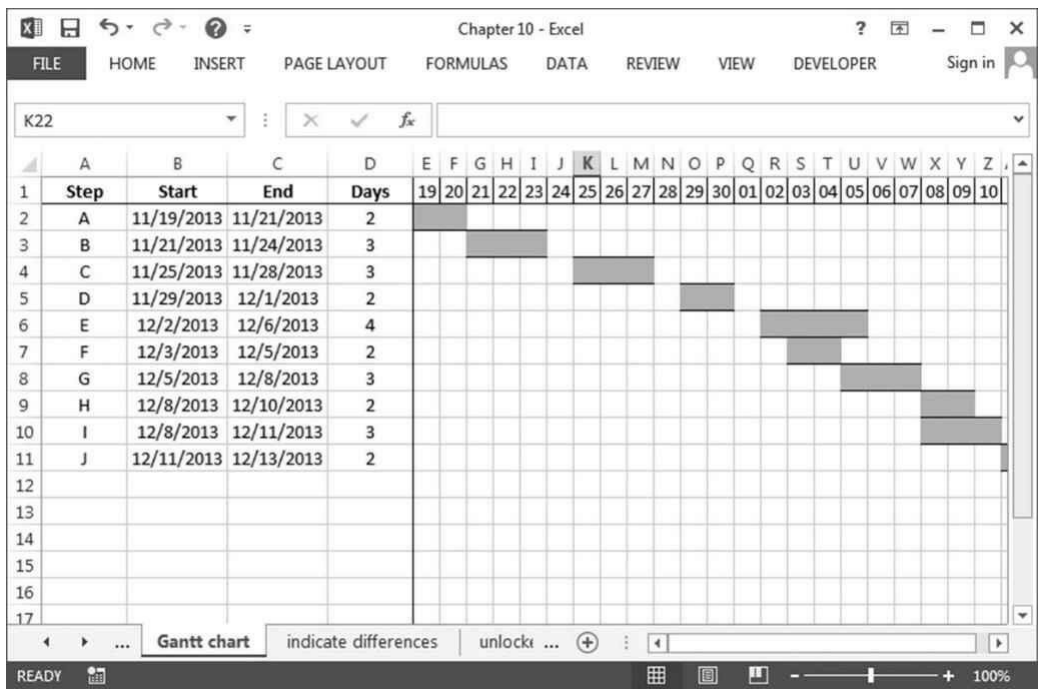 Chapter 10 - Excel
FILE HOME INSERT PAGE LAYOUT FORMULAS DATA REVIEW VIEW DEVELOPER Sign in
K22 fx
A B C D E F G H I J K L M N O P Q R S T U V W X Y Z
1 Step Start End Days 19 20 21 22 23 24 25 26 27 28 29 30 01 02 03 04 05 06 07 08 09 10
2 A 11/19/2013 11/21/2013 2
3 B 11/21/2013 11/24/2013 3
4 C 11/25/2013 11/28/2013 3
5 D 11/29/2013 12/1/2013 2
6 E 12/2/2013 12/6/2013 4
7 F 12/3/2013 12/5/2013 2
8 G 12/5/2013 12/8/2013 3
9 H 12/8/2013 12/10/2013 2
10 I 12/8/2013 12/11/2013 3
11 J 12/11/2013 12/13/2013 2
12
13
14
15
16
17
... Gantt chart indicate differences unlocke ...
READY 100%